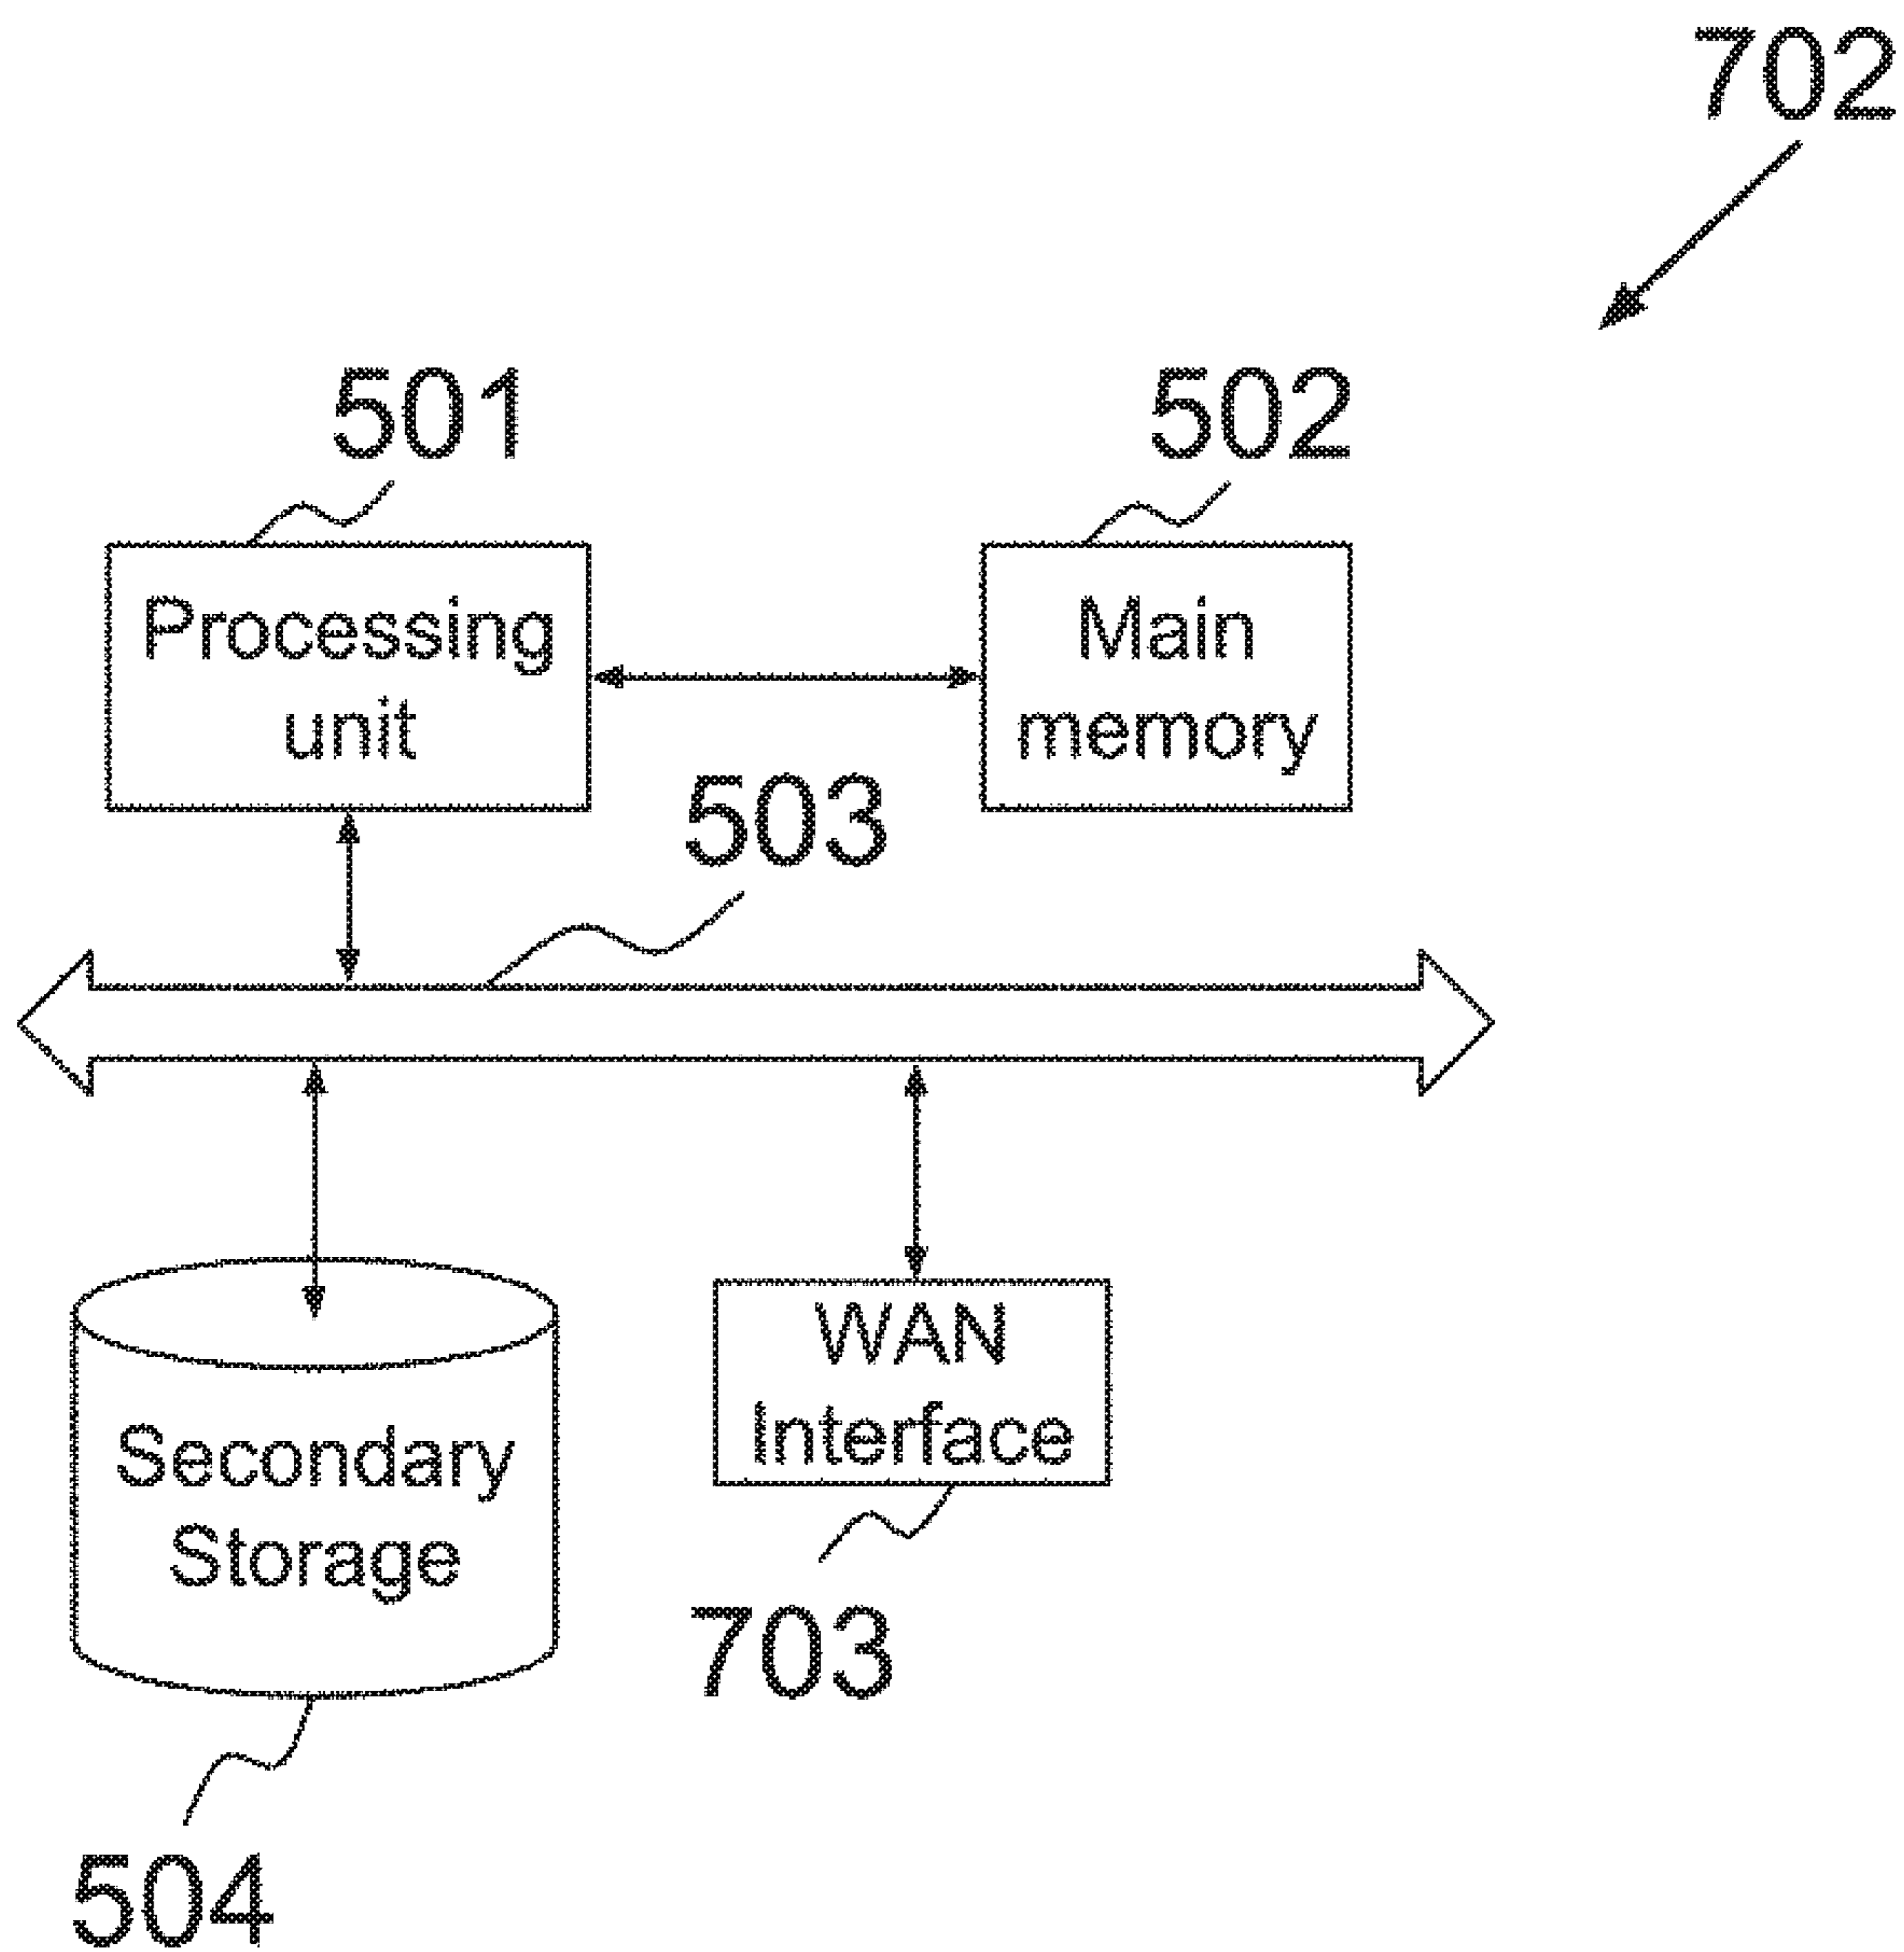 702
501
502
Processing
unit
Main
memory
503
WAN
Interface
Secondary
Storage
703
504